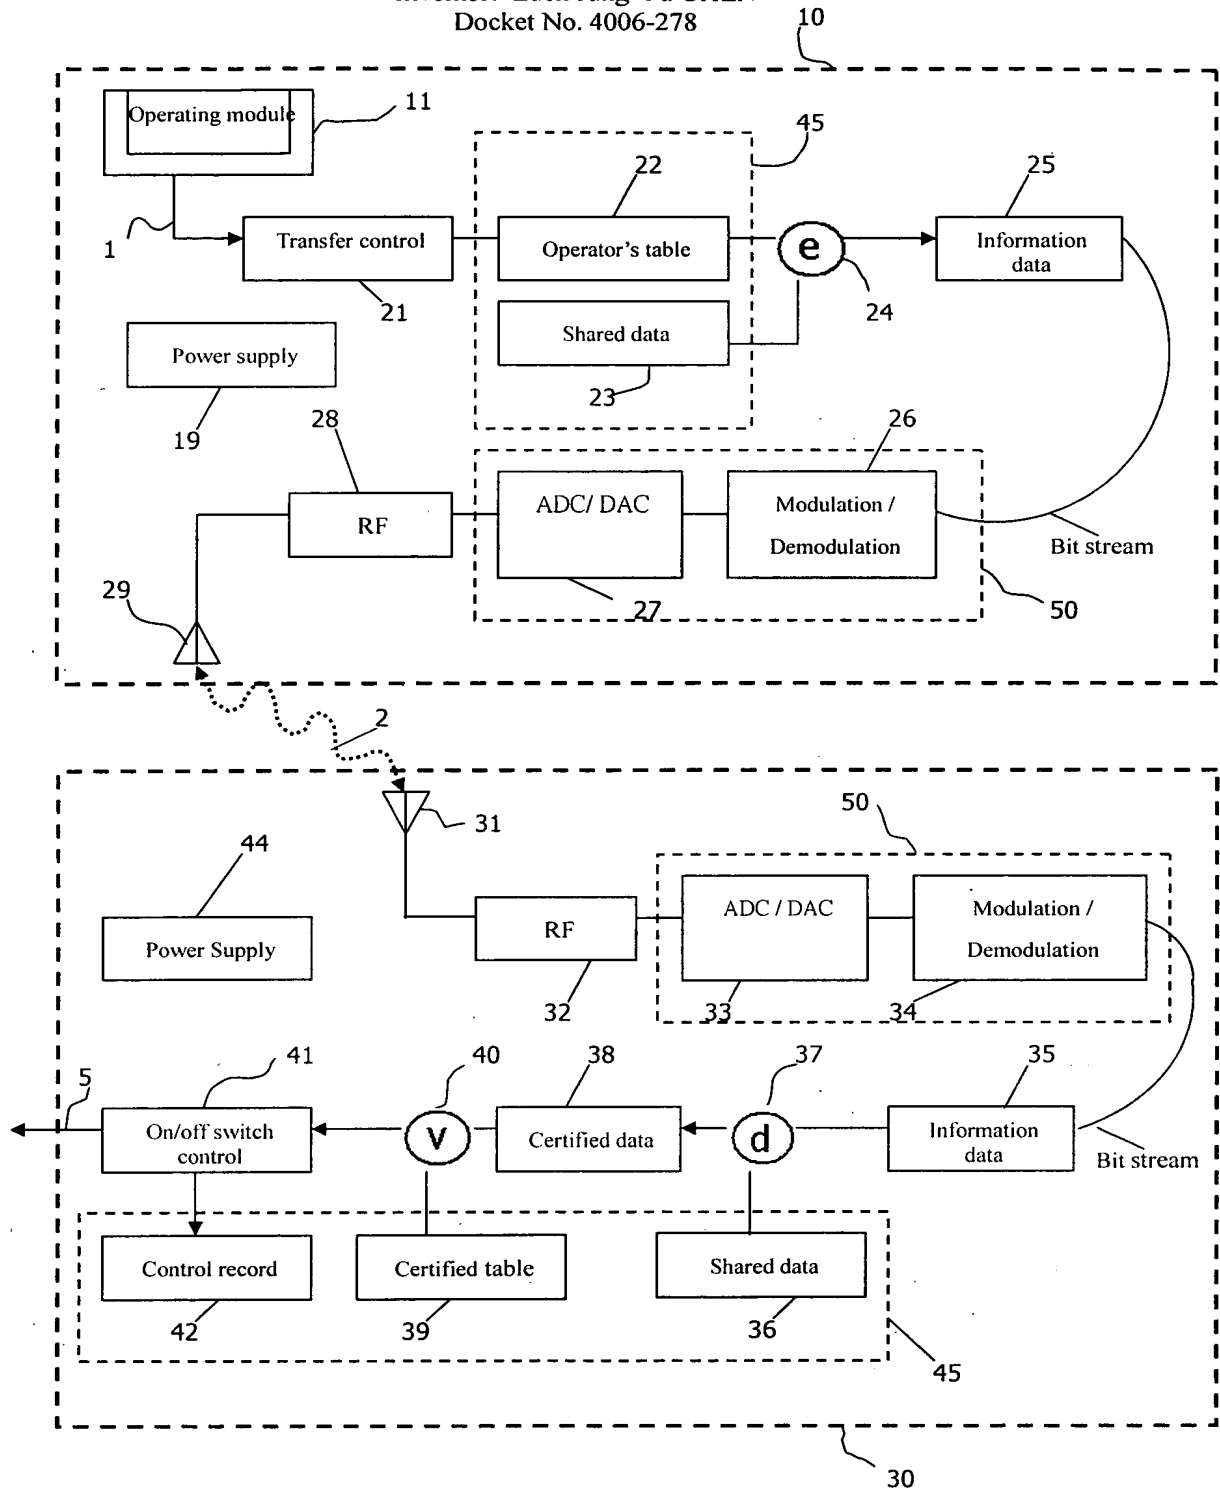 Docket No. 4006-278
10
Operating module
11
45
22
25
1
Transfer control
Operator's table
e
Information
data
21
24
Shared data
Power supply
23
19
28
26
RF
ADC/ DAC
Modulation /
Demodulation
Bit stream
29
27
50
2
31
50
44
ADC / DAC
Modulation /
Demodulation
RF
Power Supply
32
33
34
5
41
40
38
37
35
On/off switch
control
v
Certified data
d
Information
data
Bit stream
Control record
Certified table
Shared data
42
39
36
45
30